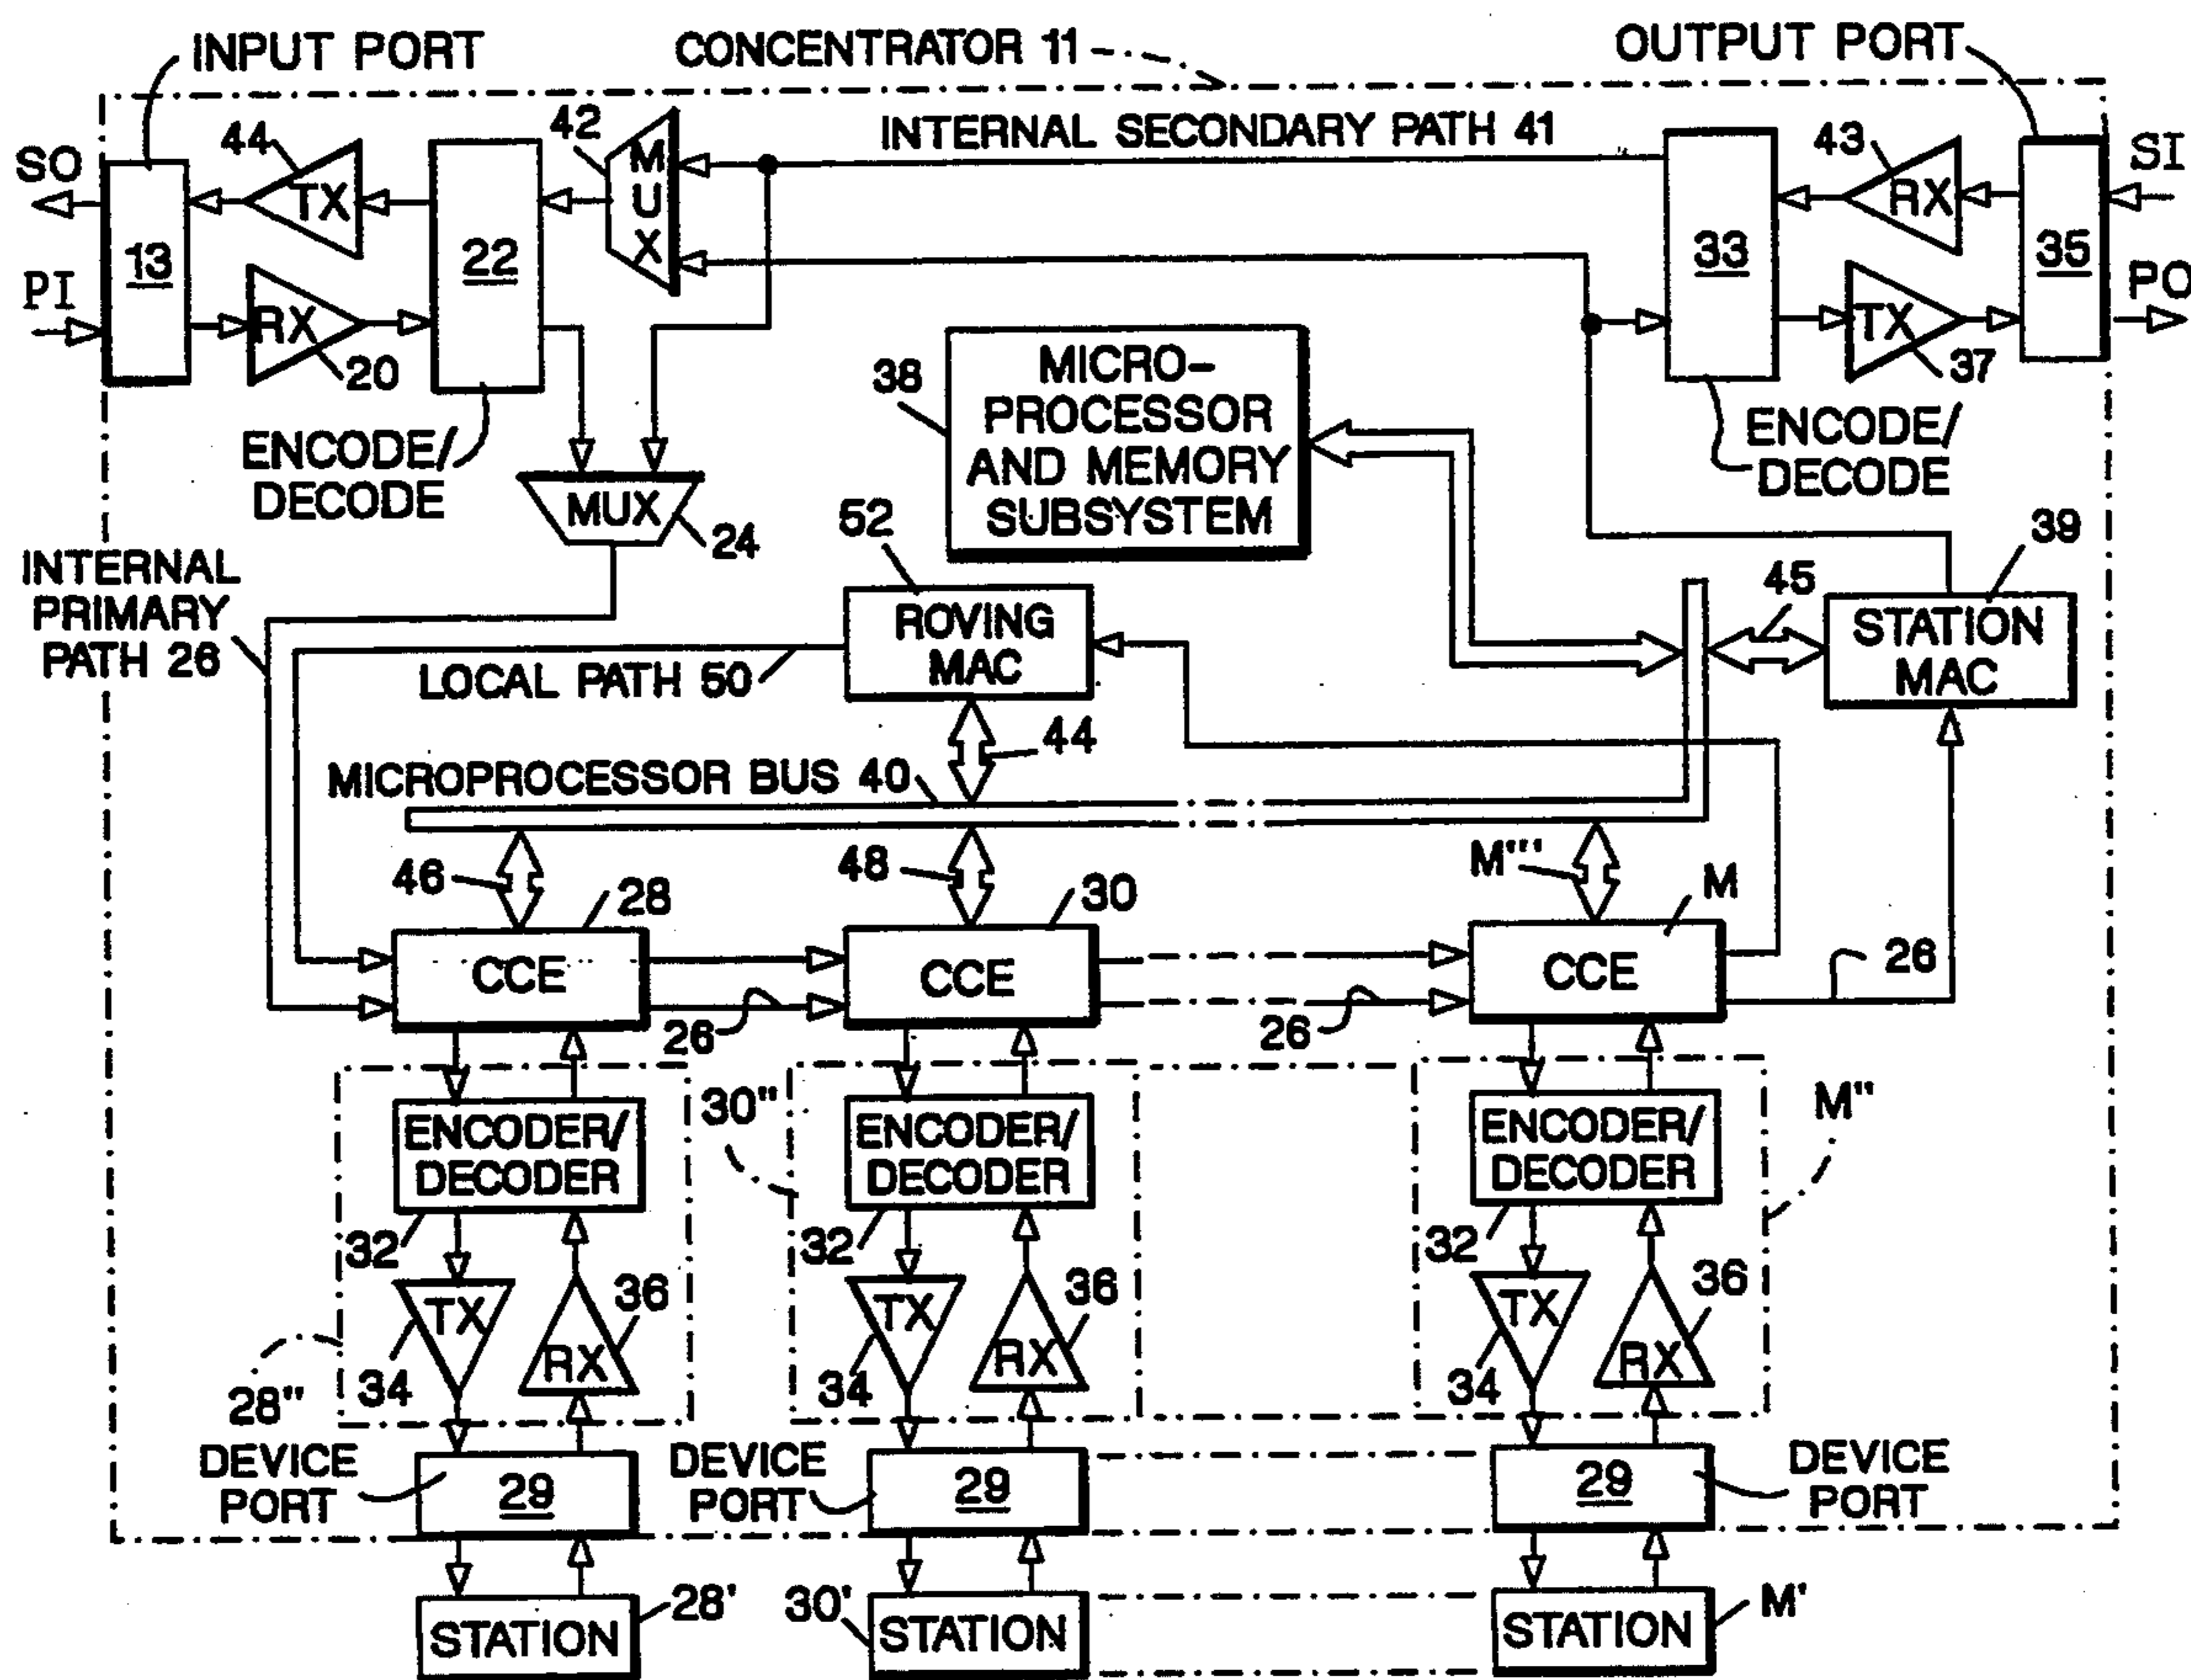 INPUT PORT
CONCENTRATOR 11
OUTPUT PORT
44
42
INTERNAL SECONDARY PATH 41
43
SO
TX
MUX
RX
SI
13
22
33
35
PI
RX
20
TX
37
PO
38
MICRO-
PROCESSOR
AND MEMORY
SUBSYSTEM
ENCODE/
DECODE
ENCODE/
DECODE
MUX
24
52
39
INTERNAL
PRIMARY
PATH 26
ROVING
MAC
45
STATION
MAC
LOCAL PATH 50
44
MICROPROCESSOR BUS 40
46
28
48
30
M'''
M
CCE
CCE
CCE
26
26
26
30"
M"
ENCODER/
DECODER
ENCODER/
DECODER
ENCODER/
DECODER
32
32
32
TX
36
TX
36
TX
36
RX
RX
RX
28"
34
34
34
DEVICE
PORT
29
DEVICE
PORT
29
29
DEVICE
PORT
STATION
28'
30'
STATION
STATION
M'